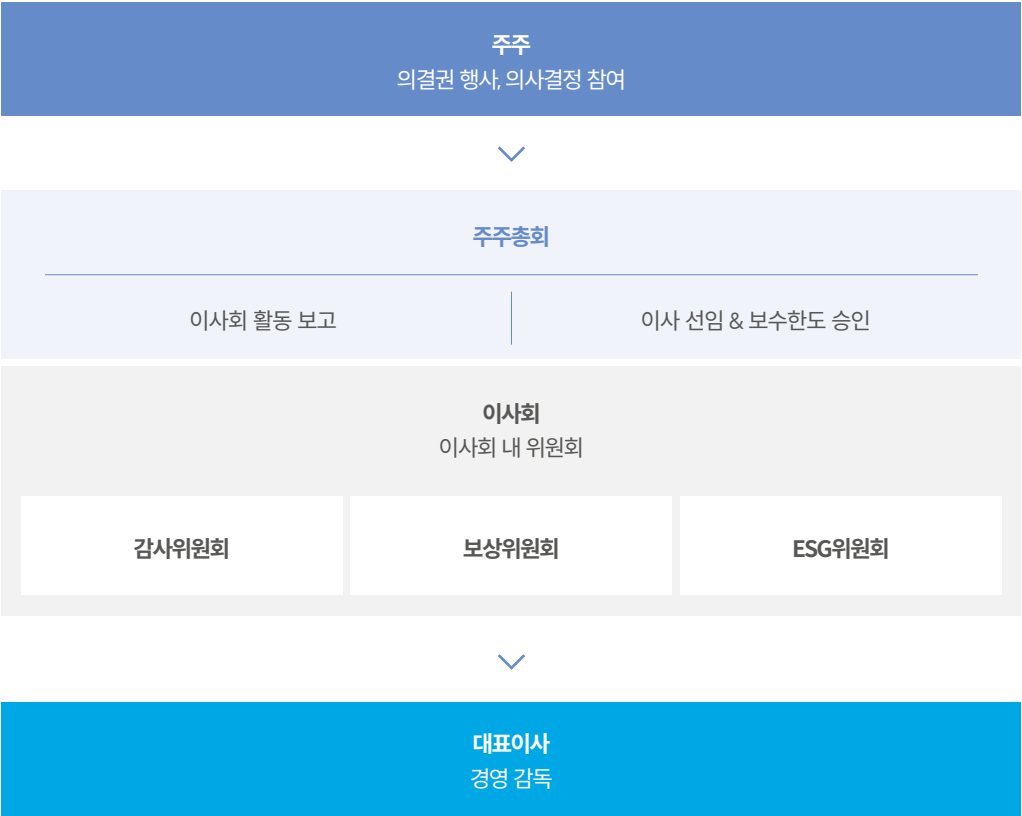 주주
의결권 행사, 의사결정 참여
주주총회
이사회 활동 보고
이사 선임 & 보수한도 승인
이사회
이사회 내 위원회
감사위원회
보상위원회
ESG위원회
대표이사
경영 감독